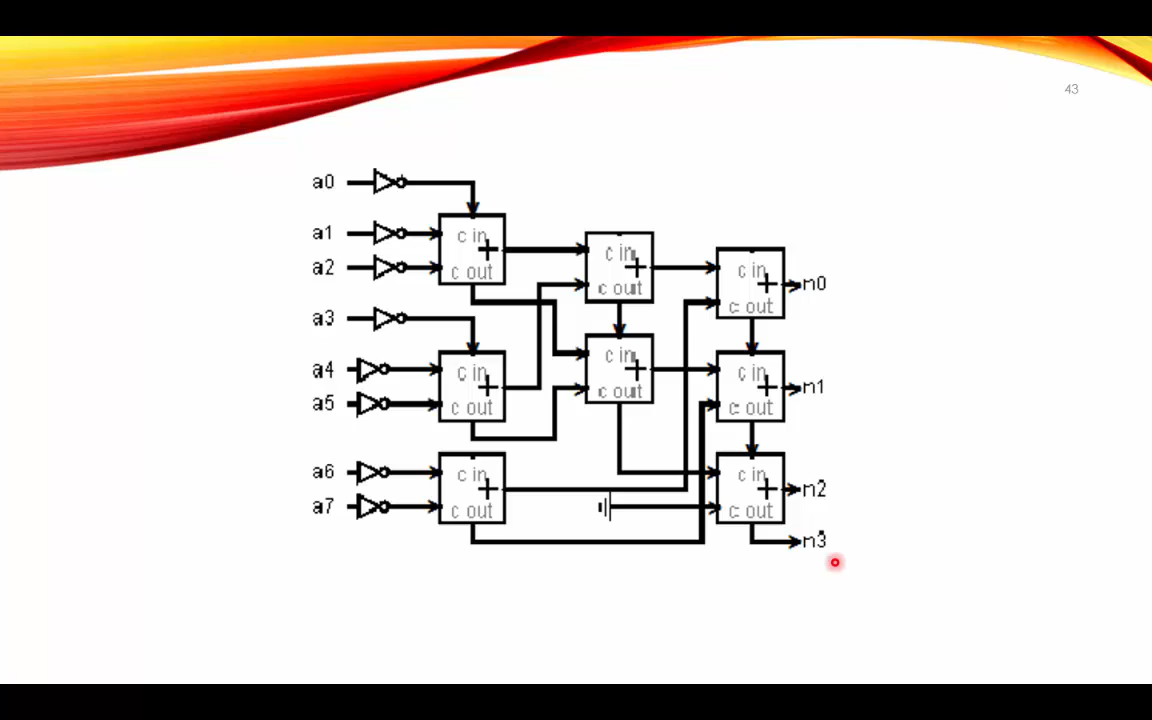 43
a0
a1
a2
a3
a4
a5
a6
a7
c in
+
c out
c in
+
c out
c in
+
c out
c in
+
c out
c in
+
c out
c in
+
c out
c in
+
c out
c in
+
c out
n0
n1
n2
n3